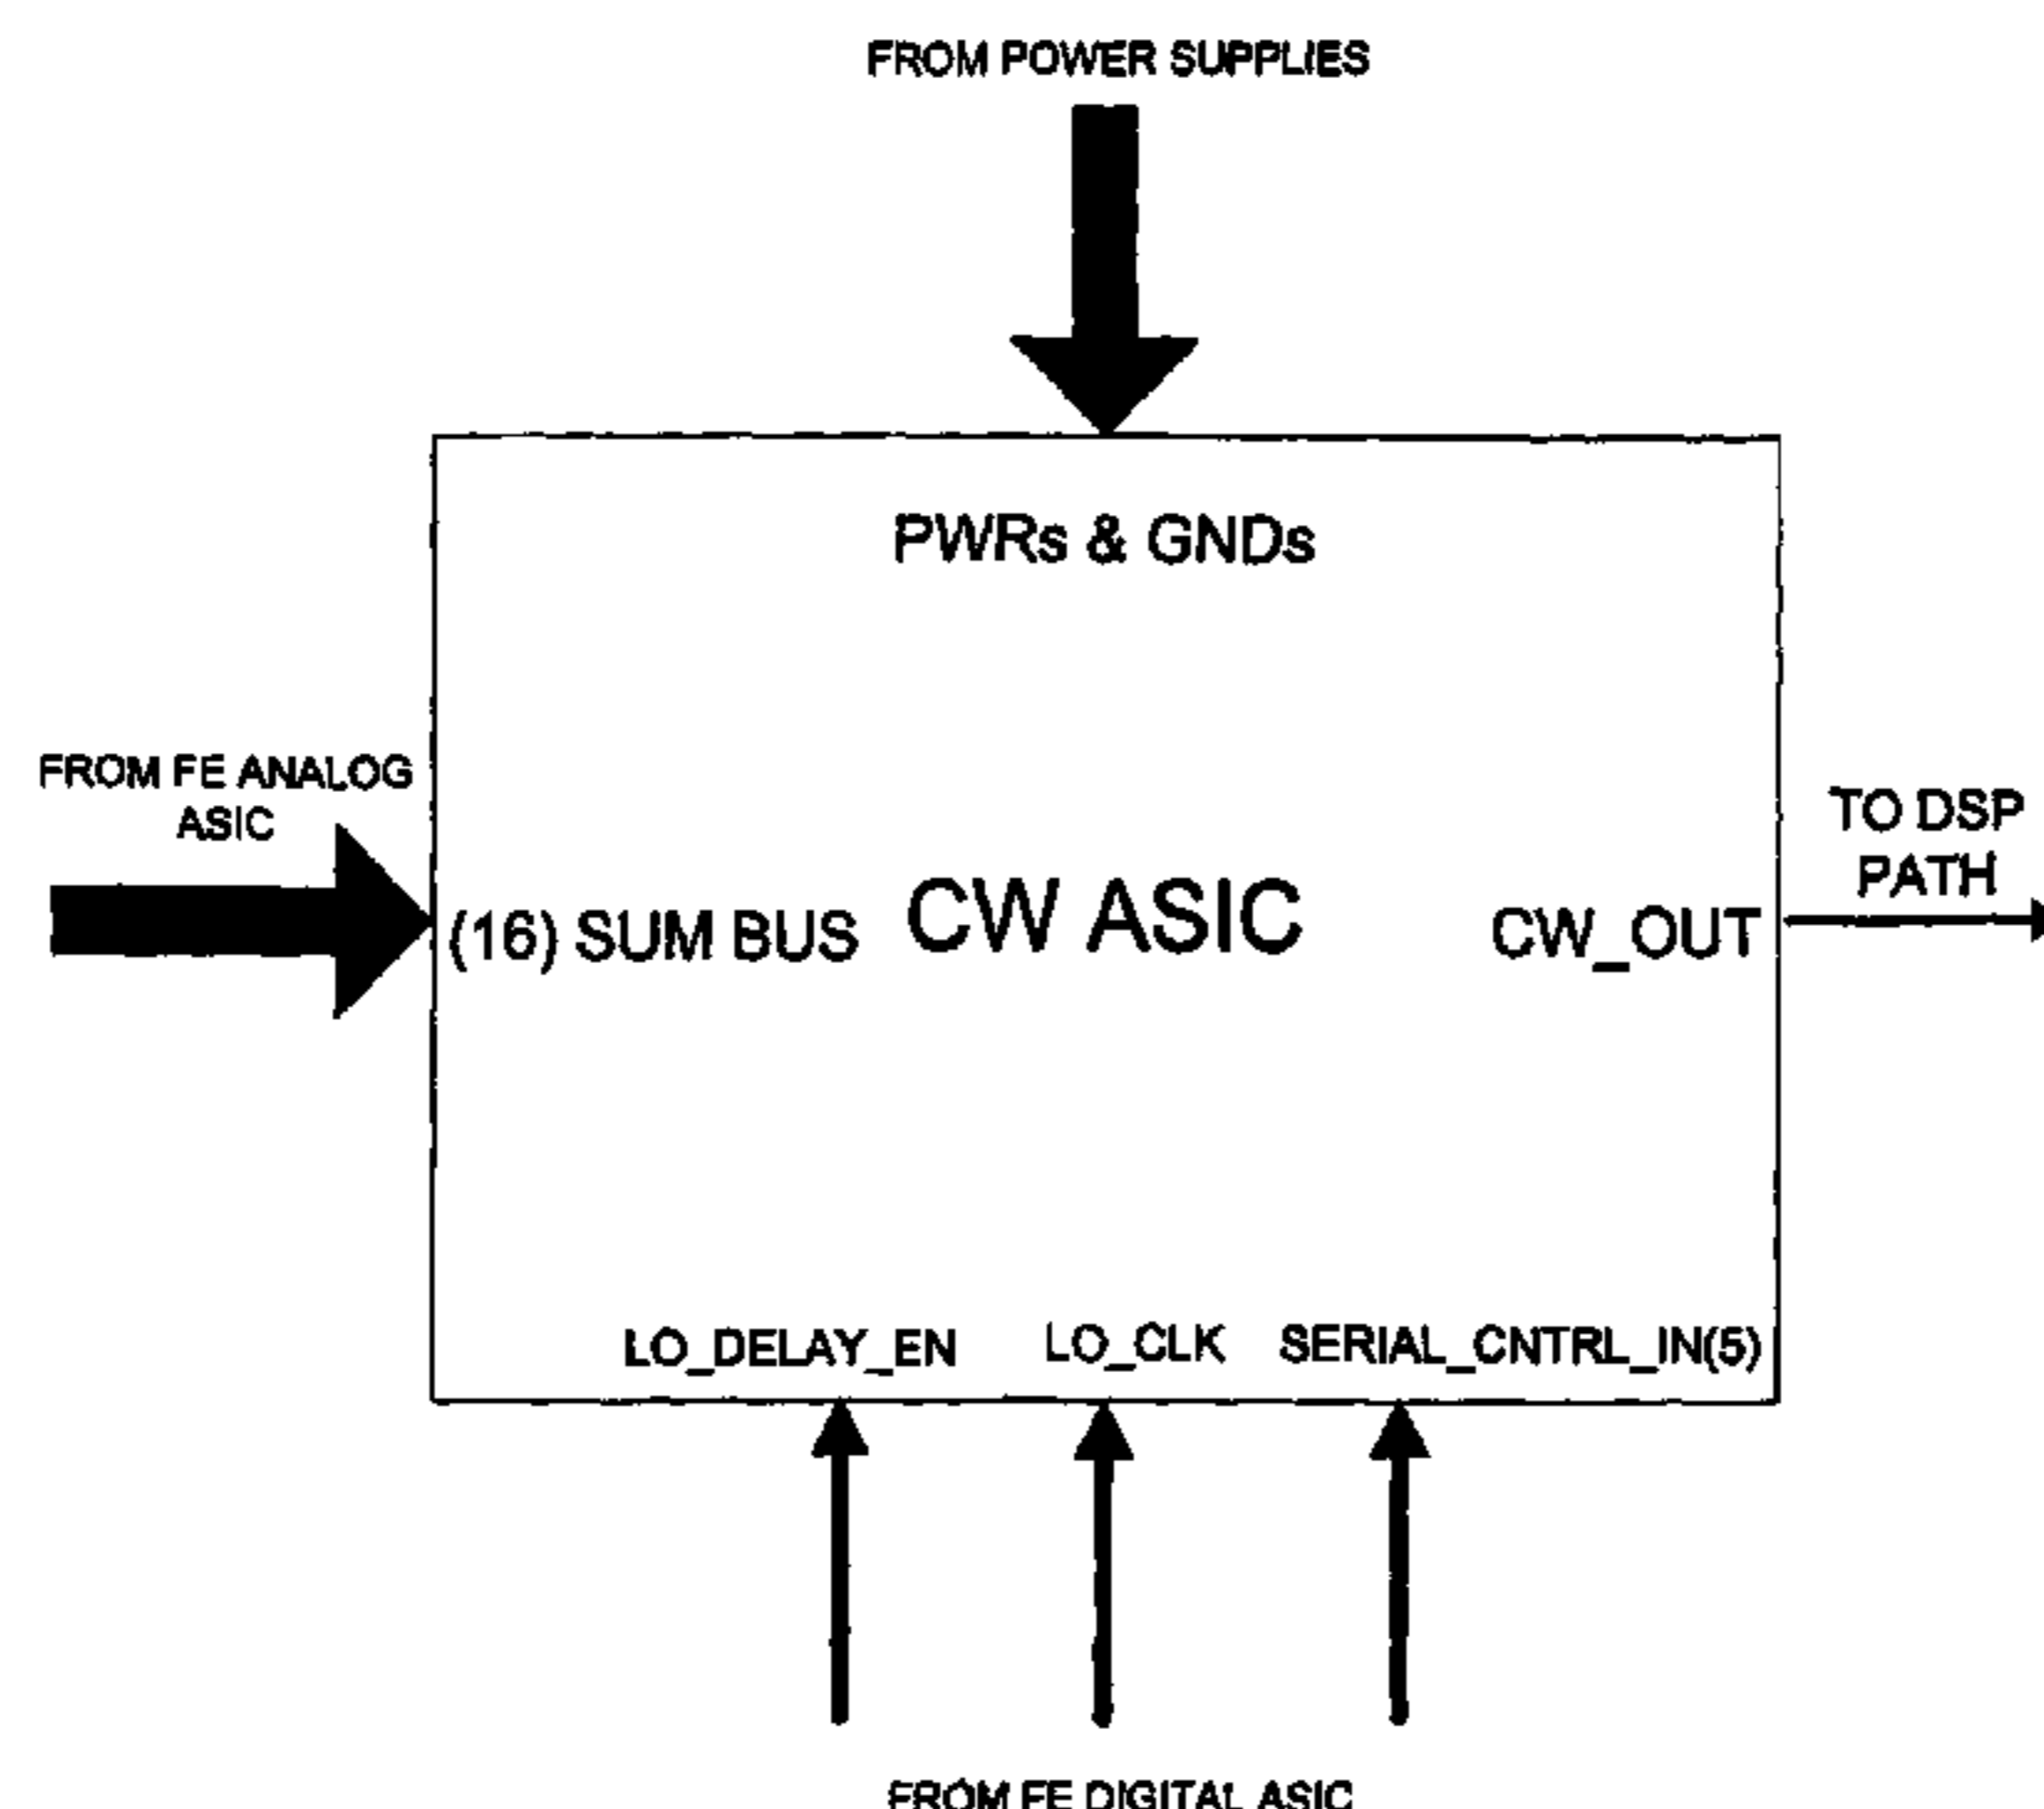 FROM POWER SUPPLIES
PWRs & GNDs
FROM FE ANALOG
ASIC
(16) SUM BUS
CW ASIC
CW_OUT
TO DSP
PATH
LO_DELAY_EN
LO_CLK
SERIAL_CNTRL_IN(5)
FROM FE DIGITAL ASIC